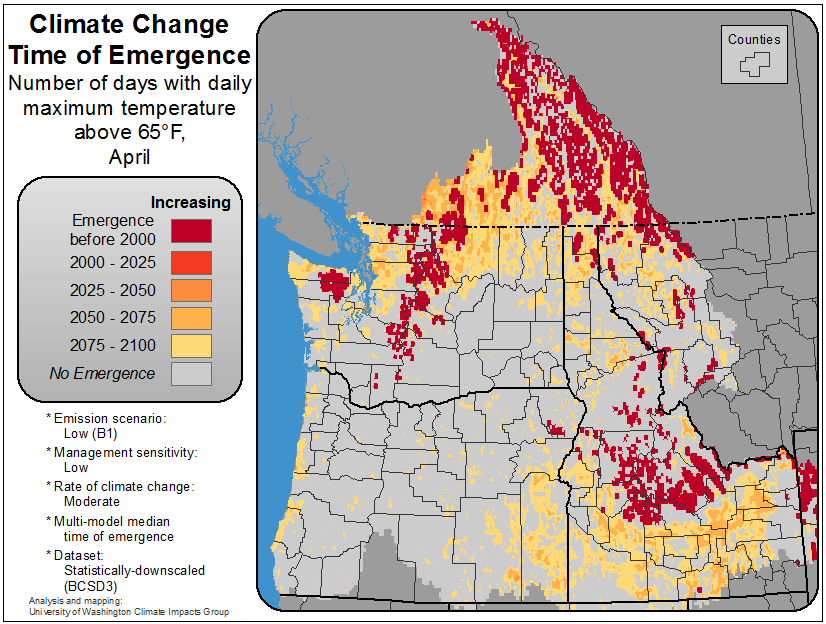 Climate Change
Time of Emergence
Number of days with daily
maximum temperature
above 65°F,
April
Counties
Increasing
Emergence
before 2000
2000 - 2025
2025 - 2050
2050 - 2075
2075 - 2100
No Emergence
* Emission scenario:
Low (B1)
* Management sensitivity:
Low
* Rate of climate change:
Moderate
* Multi-model median
time of emergence
* Dataset:
Statistically-downscaled
(BCSD3)
Analysis and mapping:
University of Washington Climate Impacts Group